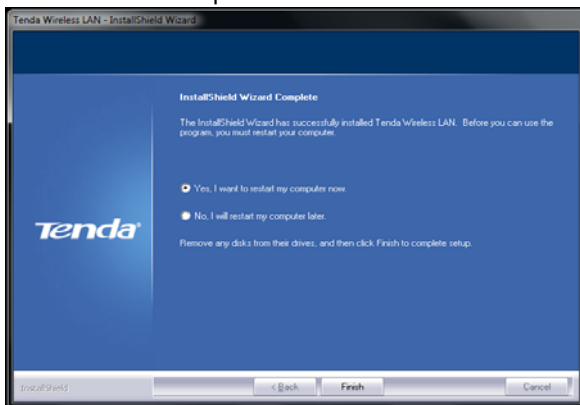 Tenda Wireless LAN - InstallShield Wizard
InstallShield Wizard Complete
The InstallShield Wizard has successfully installed Tenda Wireless LAN. Before you can use the
program, you must restart your computer.
Yes, I want to restart my computer now.
No, I will restart my computer later.
Tenda
Remove any disks from their drives, and then click Finish to complete setup.
InstallShield
< Back Finish Cancel